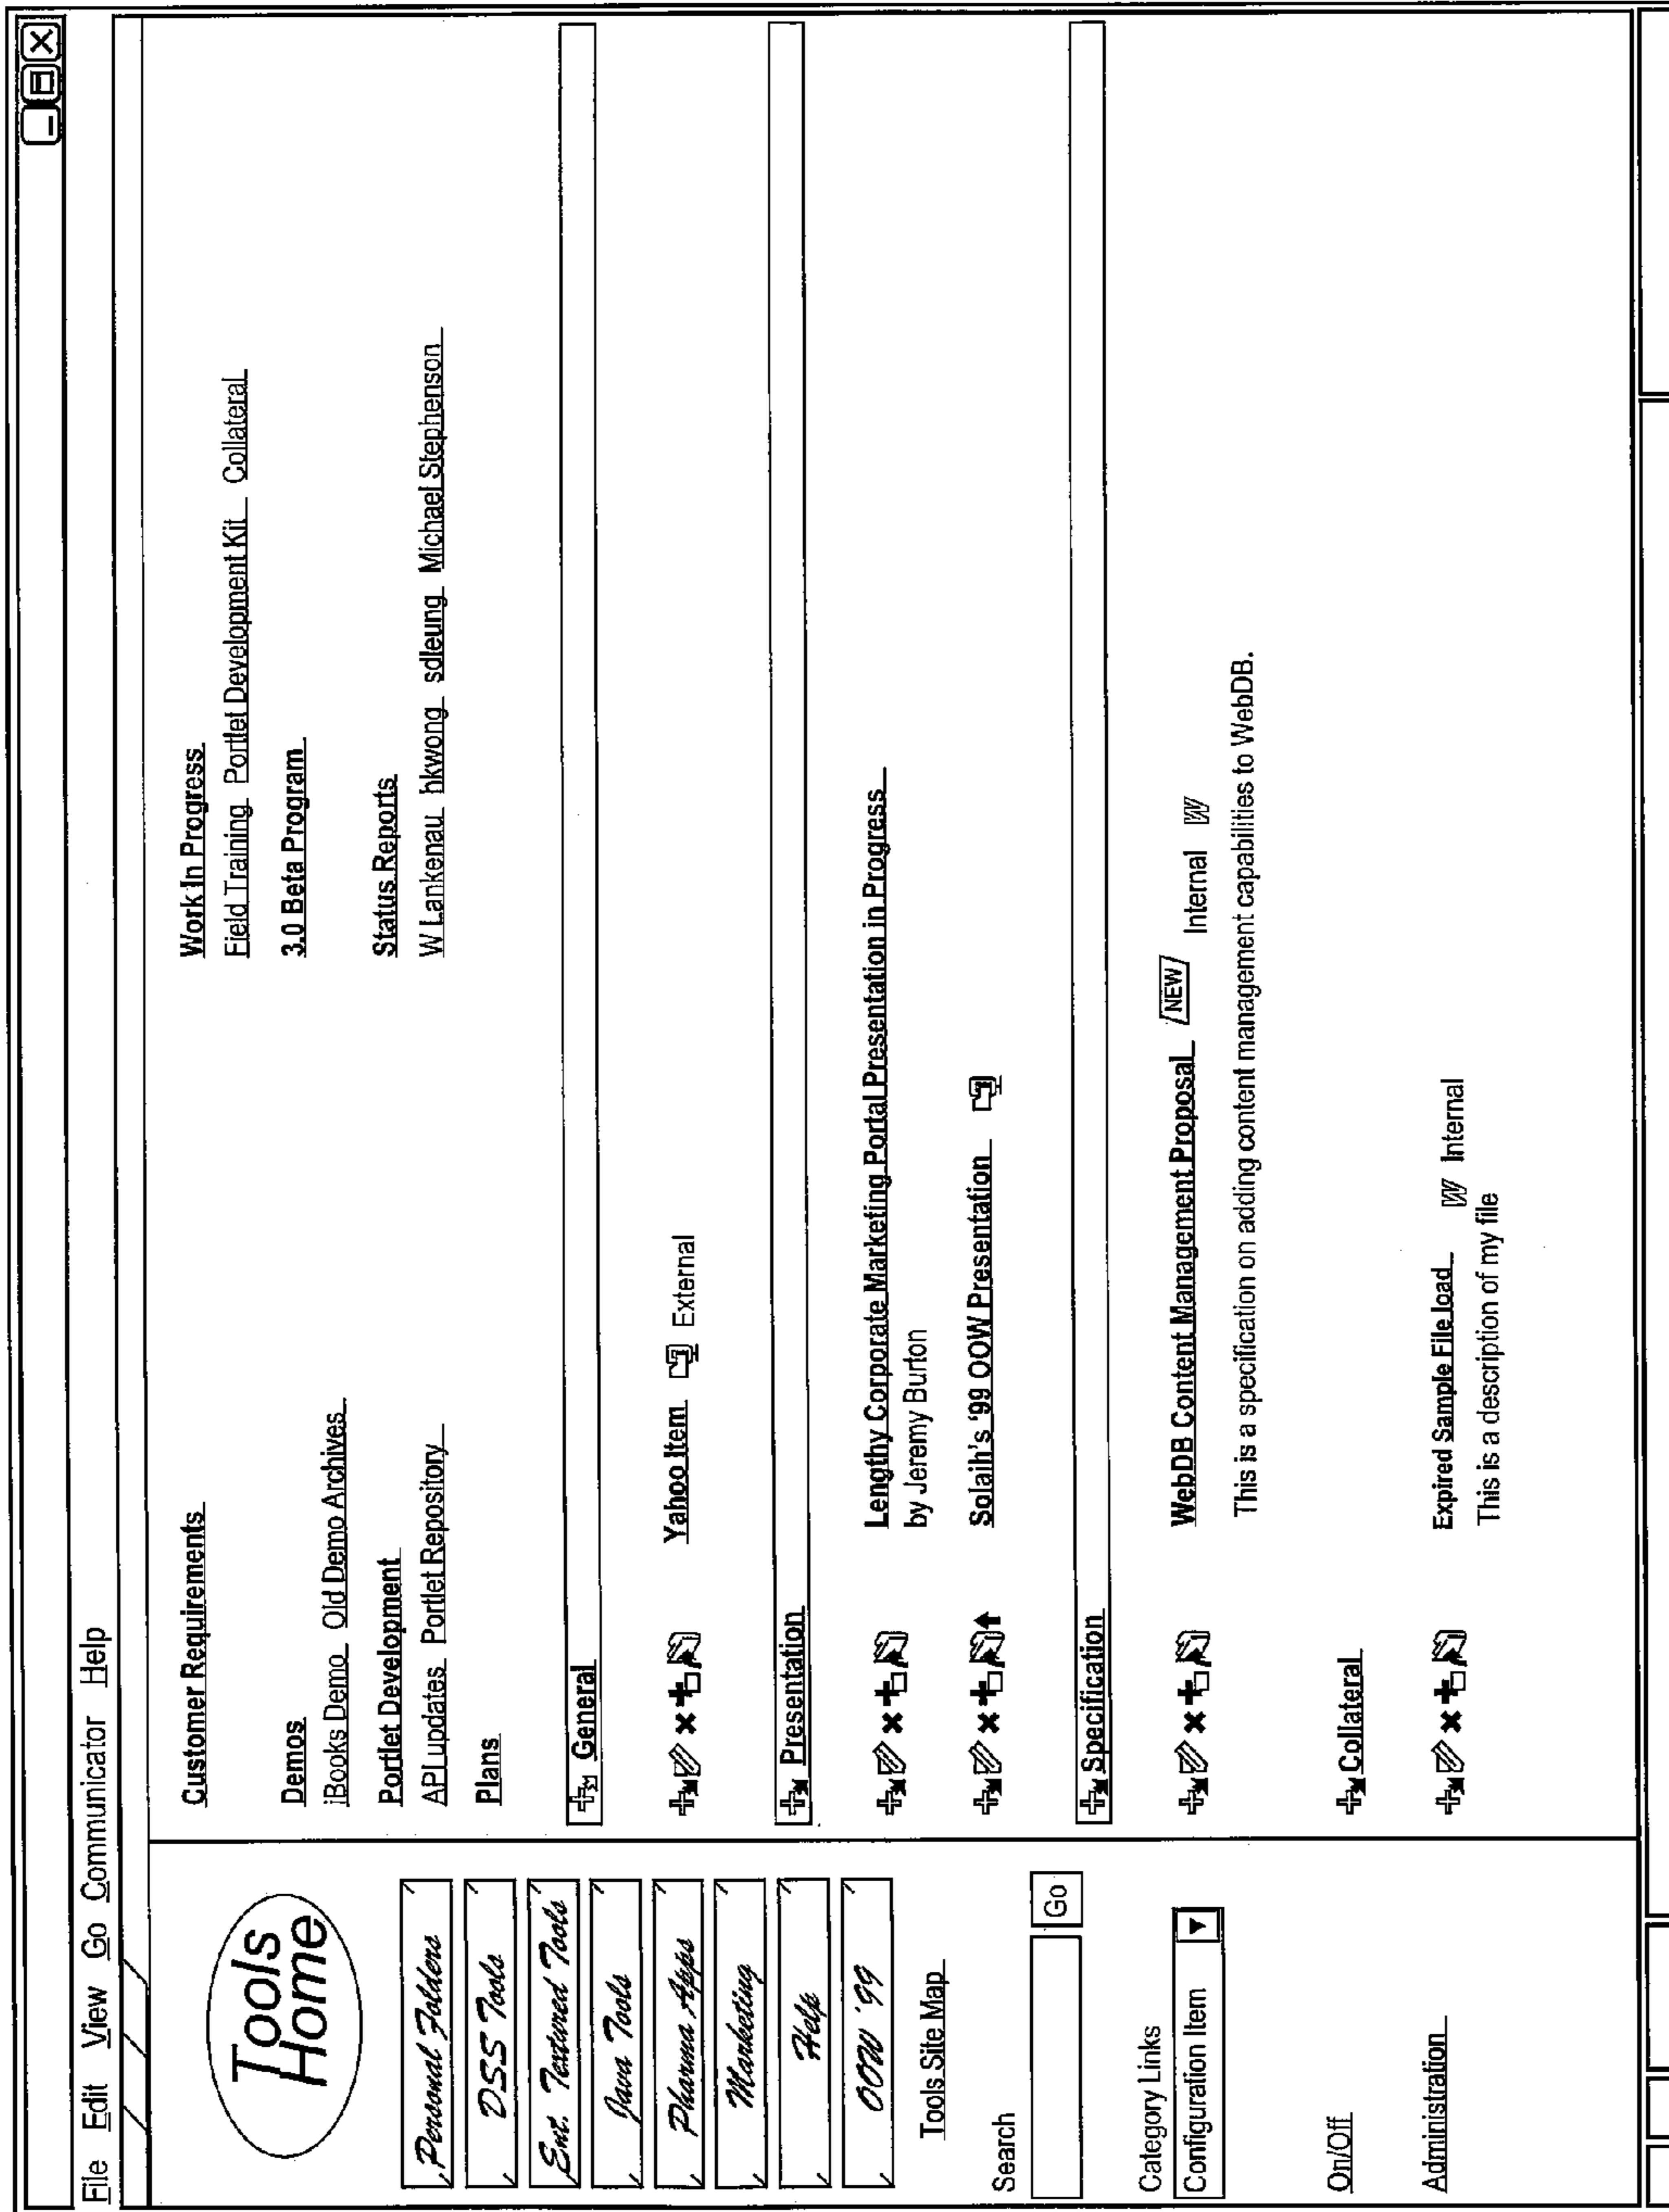 File Edit View Go Communicator Help
Tools
Home
Personal Folders
DSS Tools
Ent. Textured Tools
Java Tools
Pharma Apps
Marketing
Help
OOW '99
Tools Site Map
Search
Go
Category Links
Configuration Item
On/Off
Administration
Customer Requirements
Demos
iBooks Demo Old Demo Archives
Portlet Development
API updates Portlet Repository
Plans
Work In Progress
Field Training Portlet Development Kit Collateral
3.0 Beta Program
Status Reports
W Lankenau hkwong sdleung Michael Stephenson
General
Yahoo Item External
Presentation
Lengthy Corporate Marketing Portal Presentation in Progress
by Jeremy Burton
Solaih's '99 OOW Presentation
Specification
WebDB Content Management Proposal NEW Internal W
This is a specification on adding content management capabilities to WebDB.
Collateral
Expired Sample File load W Internal
This is a description of my file